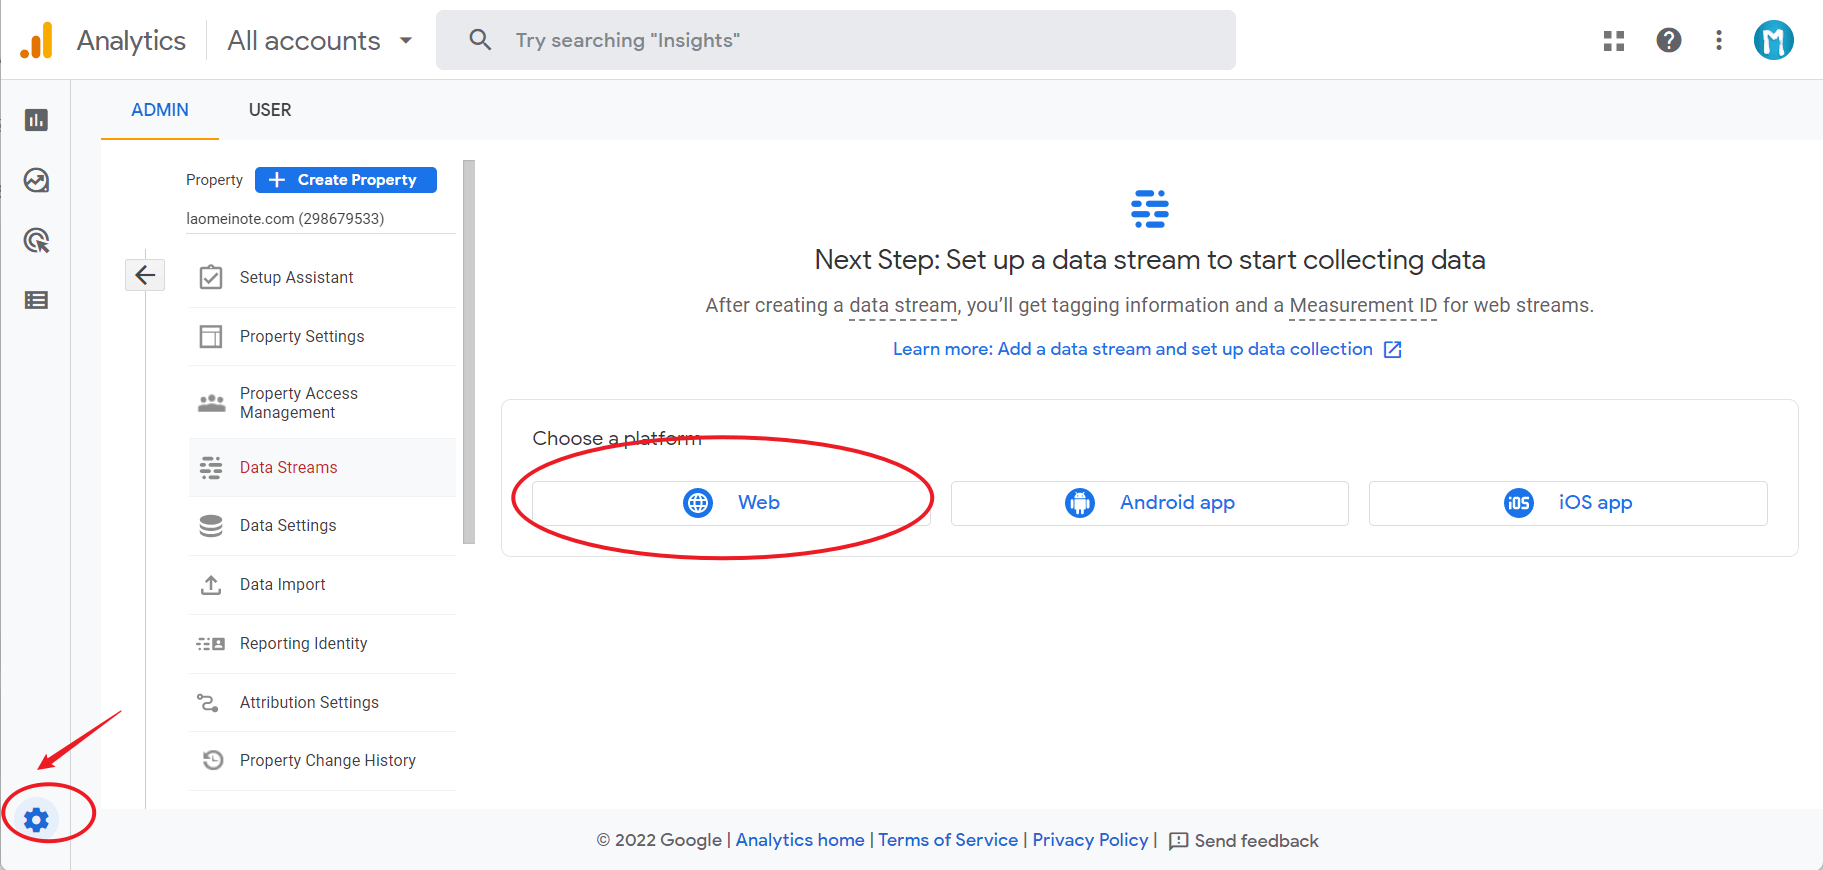 Analytics
All accounts
Try searching "Insights"
ADMIN
USER
Property
Create Property
laomeinote.com (298679533)
Setup Assistant
Property Settings
Property Access
Management
Data Streams
Data Settings
Data Import
Reporting Identity
Attribution Settings
Property Change History
Next Step: Set up a data stream to start collecting data
After creating a data stream, you’ll get tagging information and a Measurement ID for web streams.
Learn more: Add a data stream and set up data collection
Choose a platform
Web
Android app
iOS
iOS app
© 2022 Google | Analytics home | Terms of Service | Privacy Policy | Send feedback